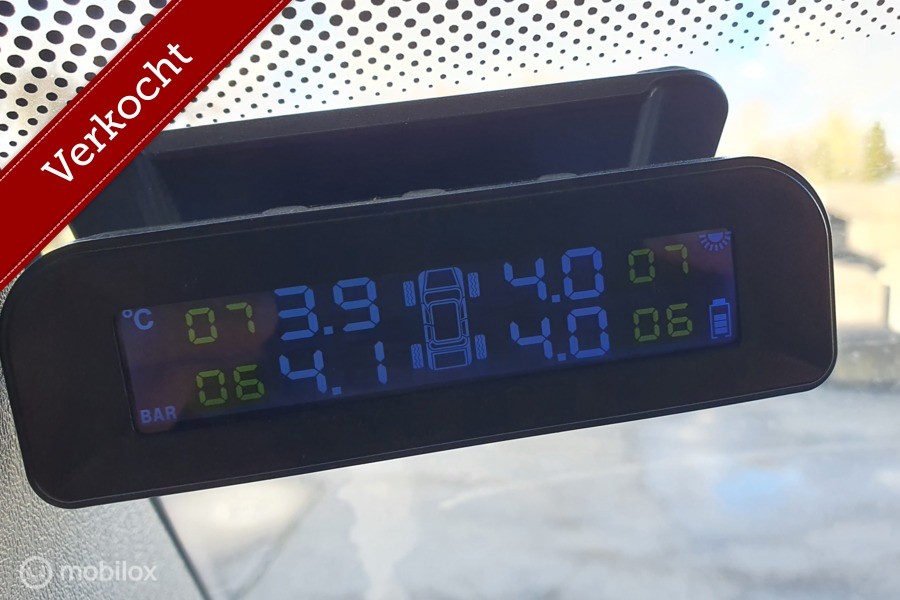 Verkocht
°C 07 3.9 4.0 07
06 4.1 4.0 06
BAR
mobilox